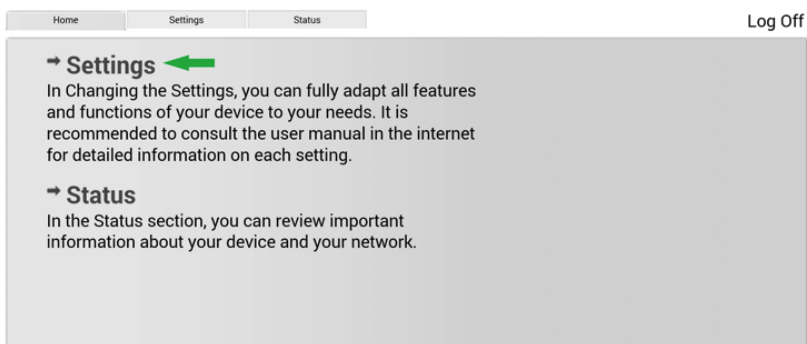 Home Settings Status Log Off
Settings
In Changing the Settings, you can fully adapt all features
and functions of your device to your needs. It is
recommended to consult the user manual in the internet
for detailed information on each setting.
Status
In the Status section, you can review important
information about your device and your network.